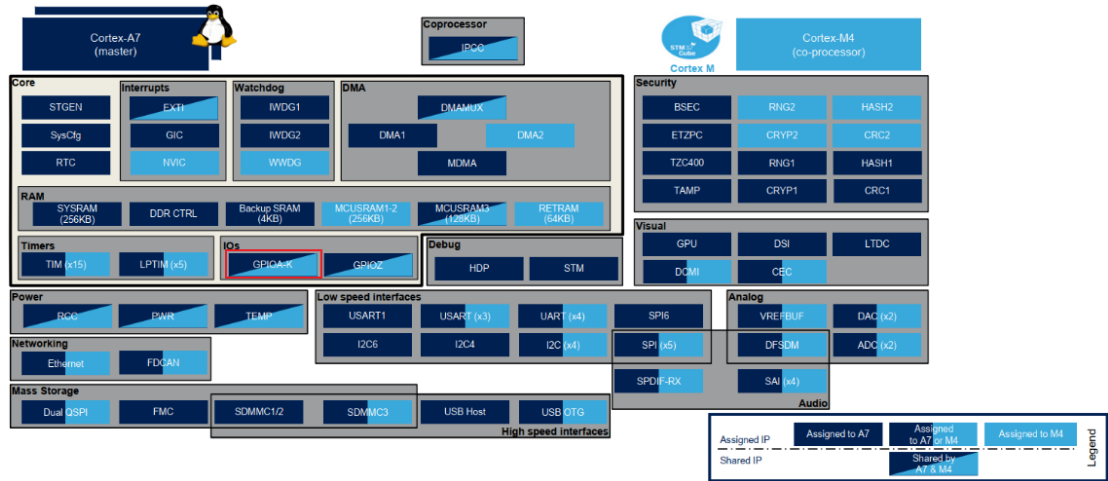 Cortex-A7
(master)
Coprocessor
IPCC
STM32
Cube
Cortex M
Cortex-M4
(co-processor)
Core
STGEN
SysCfg
RTC
Interrupts
EXTI
GIC
NVIC
Watchdog
IWDG1
IWDG2
WWDG
DMA
DMAMUX
DMA1
DMA2
MDMA
Security
BSEC
RNG2
HASH2
ETZPC
CRYP2
CRC2
TZC400
RNG1
HASH1
TAMP
CRYP1
CRC1
RAM
SYSRAM
(256KB)
DDR CTRL
Backup SRAM
(4KB)
MCUSRAM1-2
(256KB)
MCUSRAM3
(128KB)
RETRAM
(64KB)
Visual
GPU
DSI
LTDC
DCMI
CEC
Timers
TIM (x15)
LPTIM (x5)
IOs
GPIOA-K
GPIOZ
Debug
HDP
STM
Power
RCC
PWR
TEMP
Low speed interfaces
USART1
USART (x3)
UART (x4)
SPI6
I2C6
I2C4
I2C (x4)
SPI (x5)
Analog
VREFBUF
DAC (x2)
DFSDM
ADC (x2)
Networking
Ethernet
FDCAN
SPDIF-RX
SAI (x4)
Audio
Mass Storage
Dual QSPI
FMC
SDMMC1/2
SDMMC3
USB Host
USB OTG
High speed interfaces
Assigned IP
Assigned to A7
Assigned
to A7 or M4
Assigned to M4
Shared IP
Shared by
A7 & M4
Legend